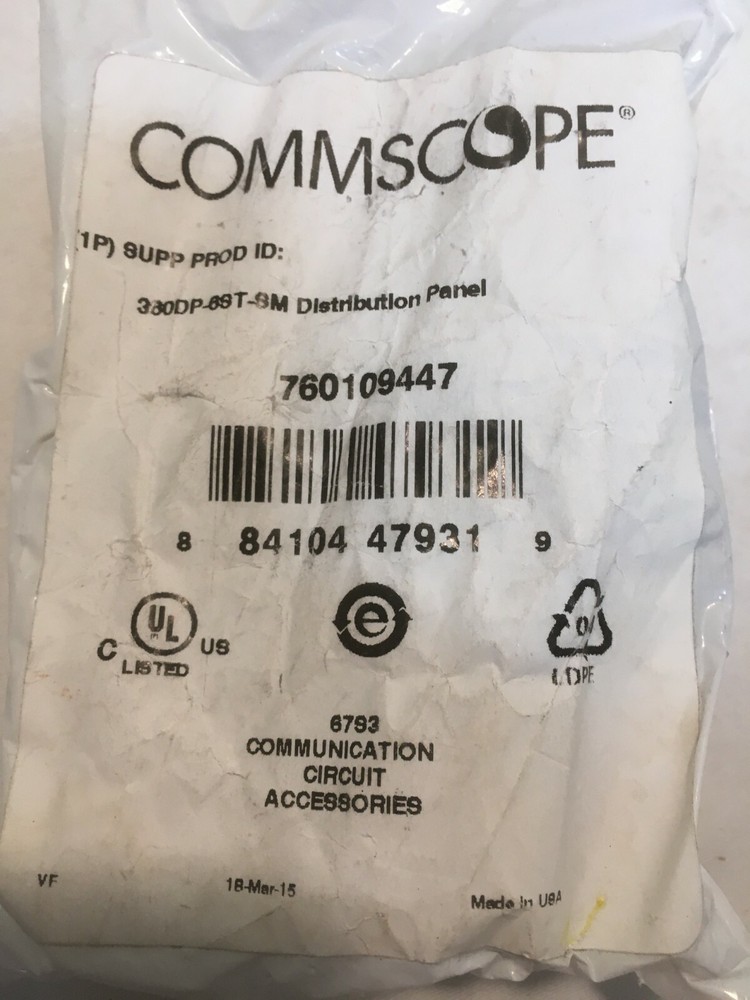 COMMSCOPE®
(1P) SUPP PROD ID:
360DP-6ST-SM Distribution Panel
760109447
8 84104 47931 9
C UL US
LISTED
e
LDPE
6793
COMMUNICATION
CIRCUIT
ACCESSORIES
VF 18-Mar-15 Made in USA